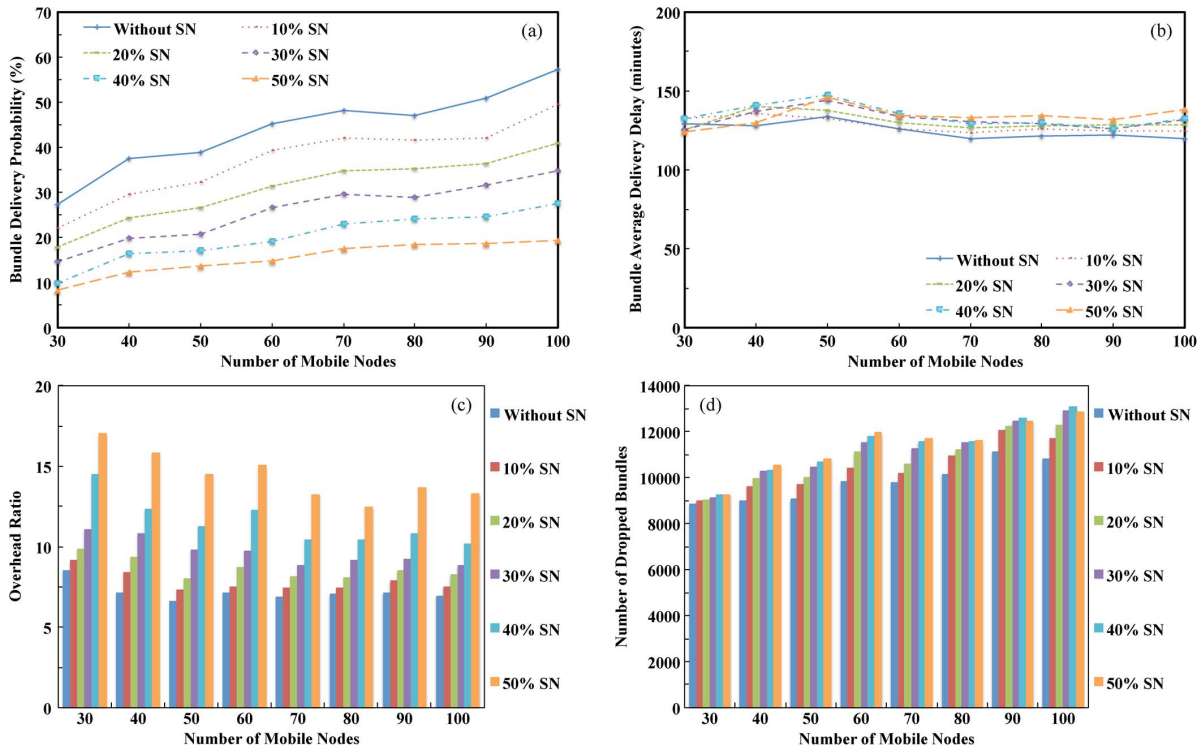 (a)
Bundle Delivery Probability (%)
70
60
50
40
30
20
10
0
Without SN
10% SN
20% SN
30% SN
40% SN
50% SN
30 40 50 60 70 80 90 100
Number of Mobile Nodes
(b)
Bundle Average Delivery Delay (minutes)
200
150
100
50
0
Without SN
10% SN
20% SN
30% SN
40% SN
50% SN
30 40 50 60 70 80 90 100
Number of Mobile Nodes
(c)
Overhead Ratio
20
15
10
5
0
30 40 50 60 70 80 90 100
Number of Mobile Nodes
Without SN
10% SN
20% SN
30% SN
40% SN
50% SN
(d)
Number of Dropped Bundles
14000
12000
10000
8000
6000
4000
2000
0
30 40 50 60 70 80 90 100
Number of Mobile Nodes
Without SN
10% SN
20% SN
30% SN
40% SN
50% SN